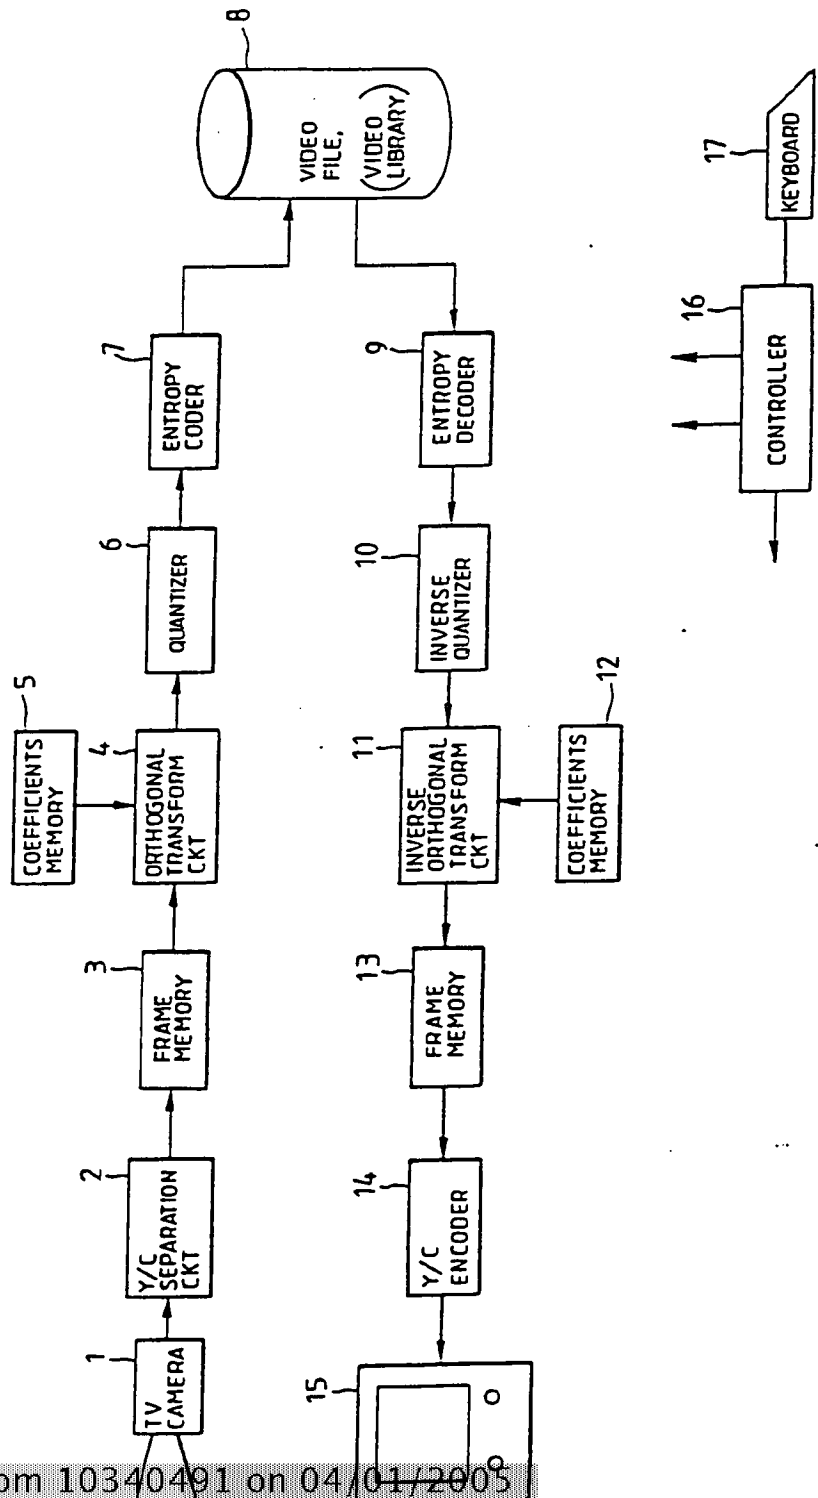 1
TV
CAMERA
2
Y/C
SEPARATION
CKT
3
FRAME
MEMORY
5
COEFFICIENTS
MEMORY
4
ORTHOGONAL
TRANSFORM
CKT
6
QUANTIZER
7
ENTROPY
CODER
8
VIDEO
FILE,
(VIDEO
LIBRARY)
9
ENTROPY
DECODER
10
INVERSE
QUANTIZER
11
INVERSE
ORTHOGONAL
TRANSFORM
CKT
12
COEFFICIENTS
MEMORY
13
FRAME
MEMORY
14
Y/C
ENCODER
15
16
CONTROLLER
17
KEYBOARD
om 10340491 on 04/01/2005